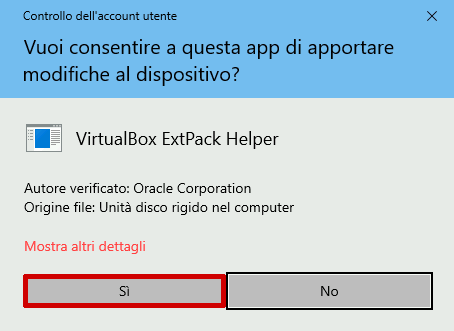 Controllo dell'account utente
Vuoi consentire a questa app di apportare
modifiche al dispositivo?
VirtualBox ExtPack Helper
Autore verificato: Oracle Corporation
Origine file: Unità disco rigido nel computer
Mostra altri dettagli
Sì
No